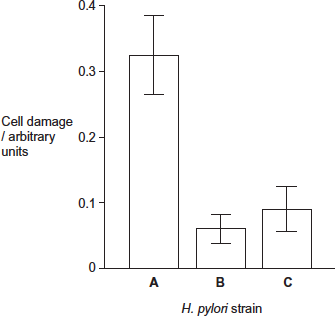 0.4
0.3
Cell damage
/ arbitrary
units
0.2
0.1
0
A B C
H. pylori strain